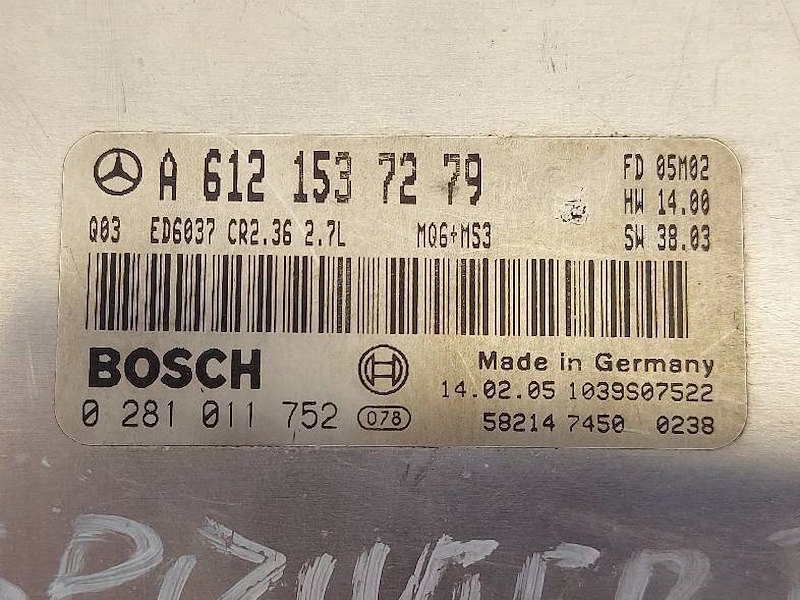 A 612 153 72 79 FD 05M02
HW 14.00
Q03 ED6037 CR2.36 2.7L MQ6+MS3 SW 38.03
BOSCH Made in Germany
14.02.05 1039S07522
0 281 011 752 078 58214 7450 0238